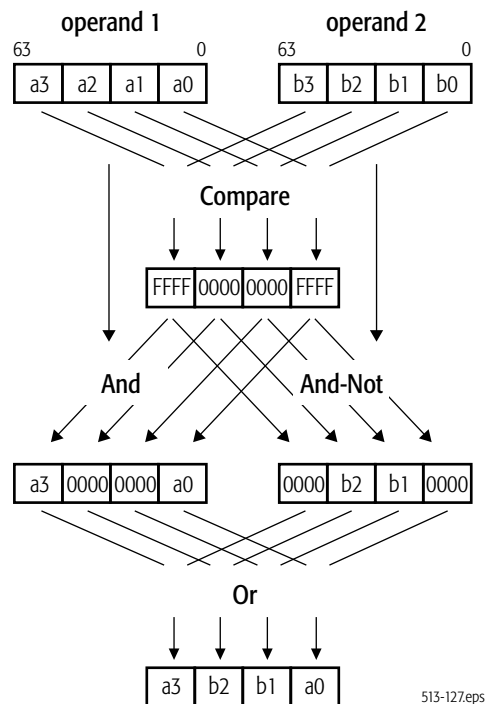 operand 1 operand 2
63 0 63 0
a3 a2 a1 a0 b3 b2 b1 b0
Compare
FFFF 0000 0000 FFFF
And And-Not
a3 0000 0000 a0 0000 b2 b1 0000
Or
a3 b2 b1 a0
513-127.eps